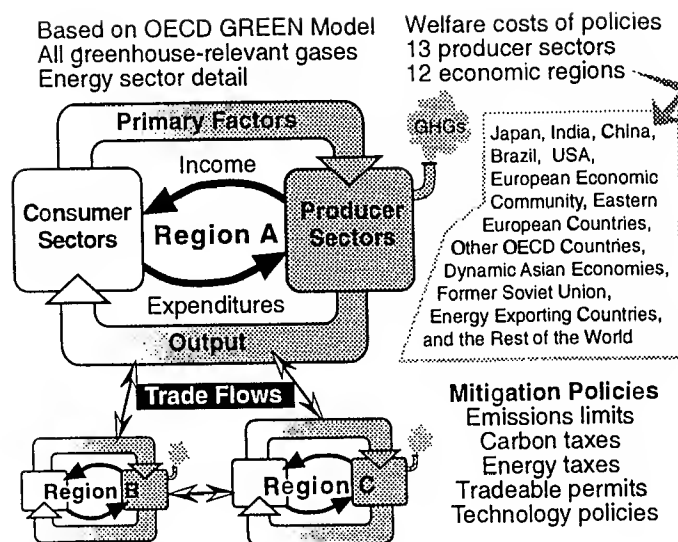 Based on OECD GREEN Model
All greenhouse-relevant gases
Energy sector detail
Welfare costs of policies
13 producer sectors
12 economic regions
Primary Factors
GHGs
Income
Consumer
Sectors
Region A
Producer
Sectors
Expenditures
Output
Japan, India, China,
Brazil, USA,
European Economic
Community, Eastern
European Countries,
Other OECD Countries,
Dynamic Asian Economies,
Former Soviet Union,
Energy Exporting Countries,
and the Rest of the World
Trade Flows
Region B
Region C
Mitigation Policies
Emissions limits
Carbon taxes
Energy taxes
Tradeable permits
Technology policies